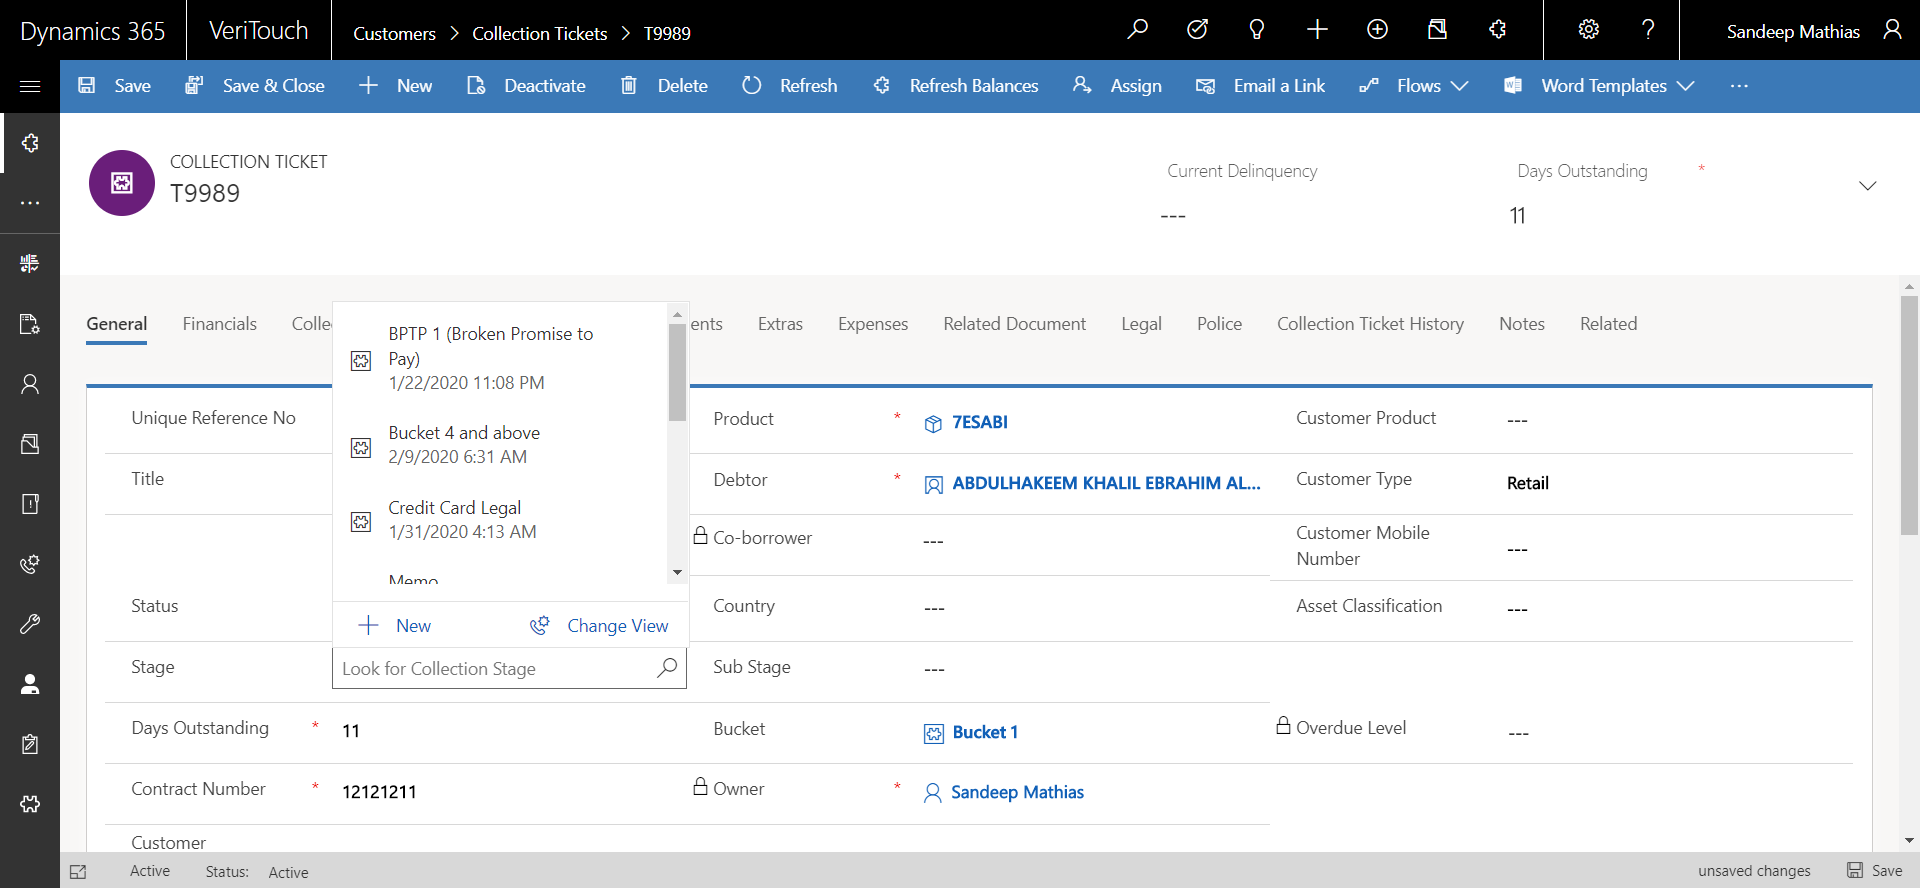 Dynamics 365
VeriTouch
Customers > Collection Tickets > T9989
Sandeep Mathias
Save
Save & Close
New
Deactivate
Delete
Refresh
Refresh Balances
Assign
Email a Link
Flows
Word Templates
COLLECTION TICKET
T9989
Current Delinquency
---
Days Outstanding *
11
General
Financials
Colle
ents
Extras
Expenses
Related Document
Legal
Police
Collection Ticket History
Notes
Related
BPTP 1 (Broken Promise to
Pay)
1/22/2020 11:08 PM
Bucket 4 and above
2/9/2020 6:31 AM
Credit Card Legal
1/31/2020 4:13 AM
Memo
New
Change View
Look for Collection Stage
Unique Reference No
Product * 7ESABI
Customer Product ---
Title
Debtor * ABDULHAKEEM KHALIL EBRAHIM AL...
Customer Type Retail
Co-borrower ---
Customer Mobile
Number
---
Status
Country ---
Asset Classification ---
Stage
Sub Stage ---
Days Outstanding * 11
Bucket Bucket 1
Overdue Level ---
Contract Number * 12121211
Owner * Sandeep Mathias
Customer
Active
Status: Active
unsaved changes
Save